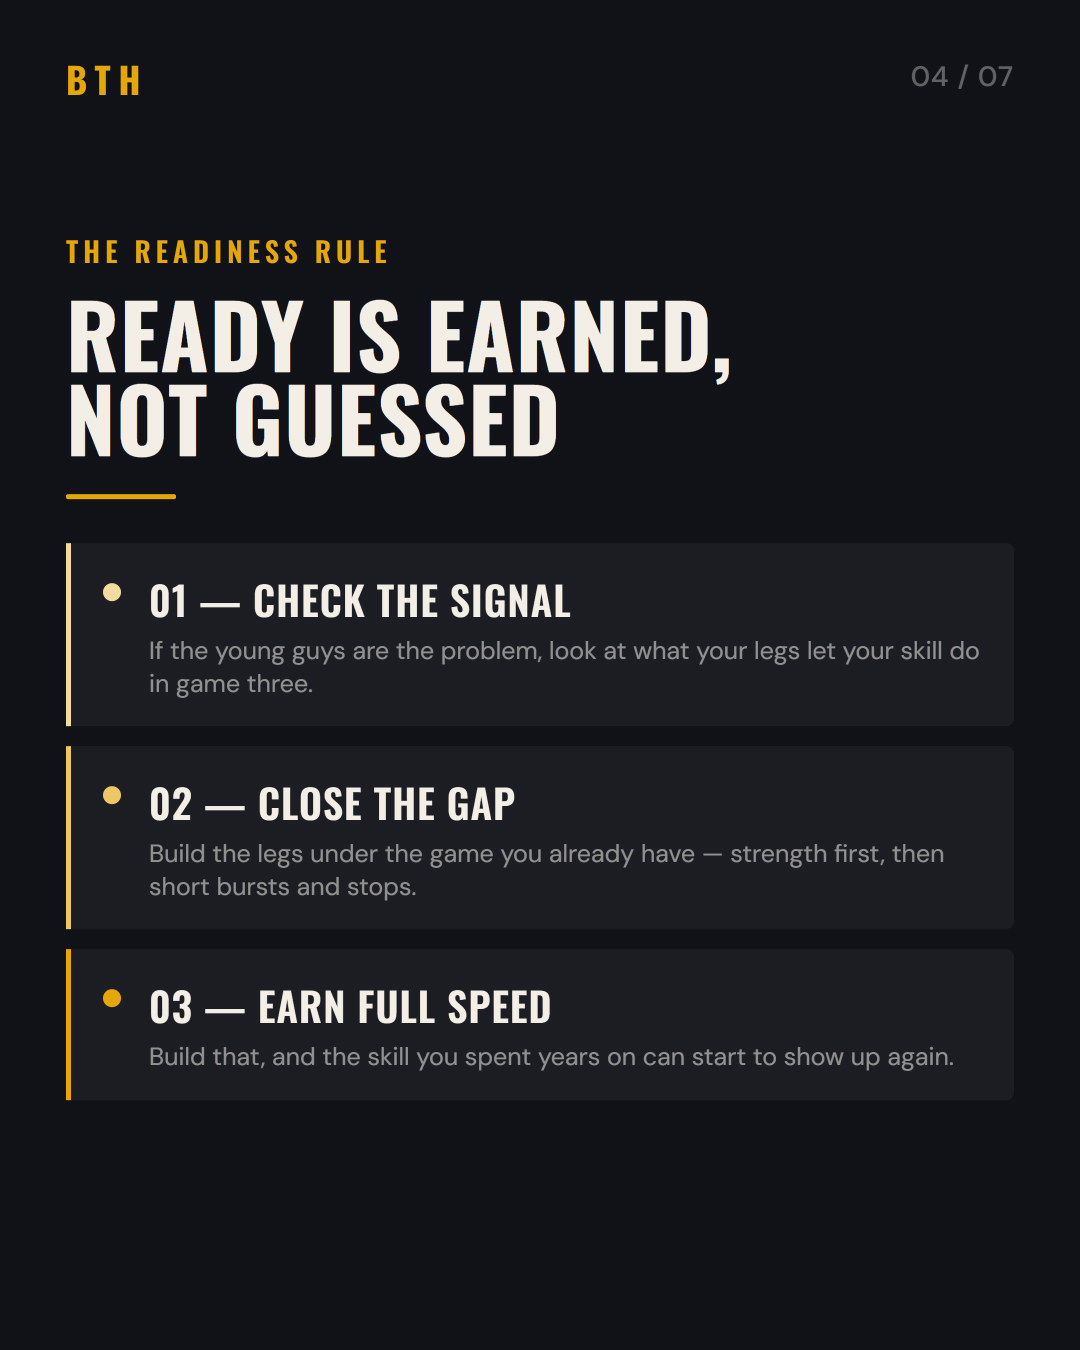 BTH
04 / 07
THE READINESS RULE
READY IS EARNED,
NOT GUESSED
01 — CHECK THE SIGNAL
If the young guys are the problem, look at what your legs let your skill do
in game three.
02 — CLOSE THE GAP
Build the legs under the game you already have — strength first, then
short bursts and stops.
03 — EARN FULL SPEED
Build that, and the skill you spent years on can start to show up again.